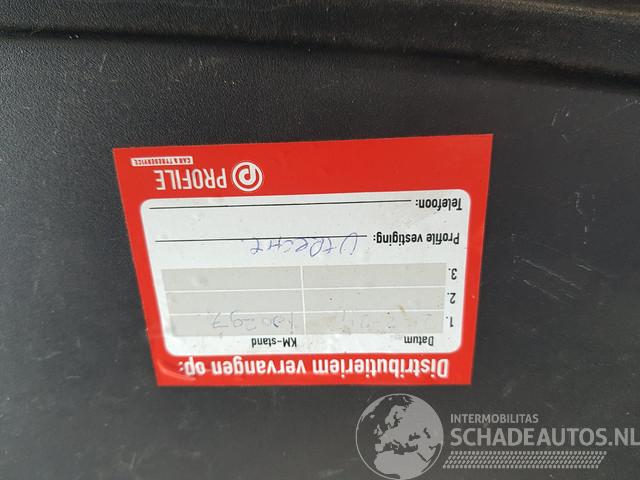 Distributieriem vervangen op:
Datum KM-stand
1. 100297
2.
3.
Profile vestiging: Utrecht
Telefoon:
PROFILE
CAR & TYRESERVICE
INTERMOBILITAS
SCHADEAUTOS.NL